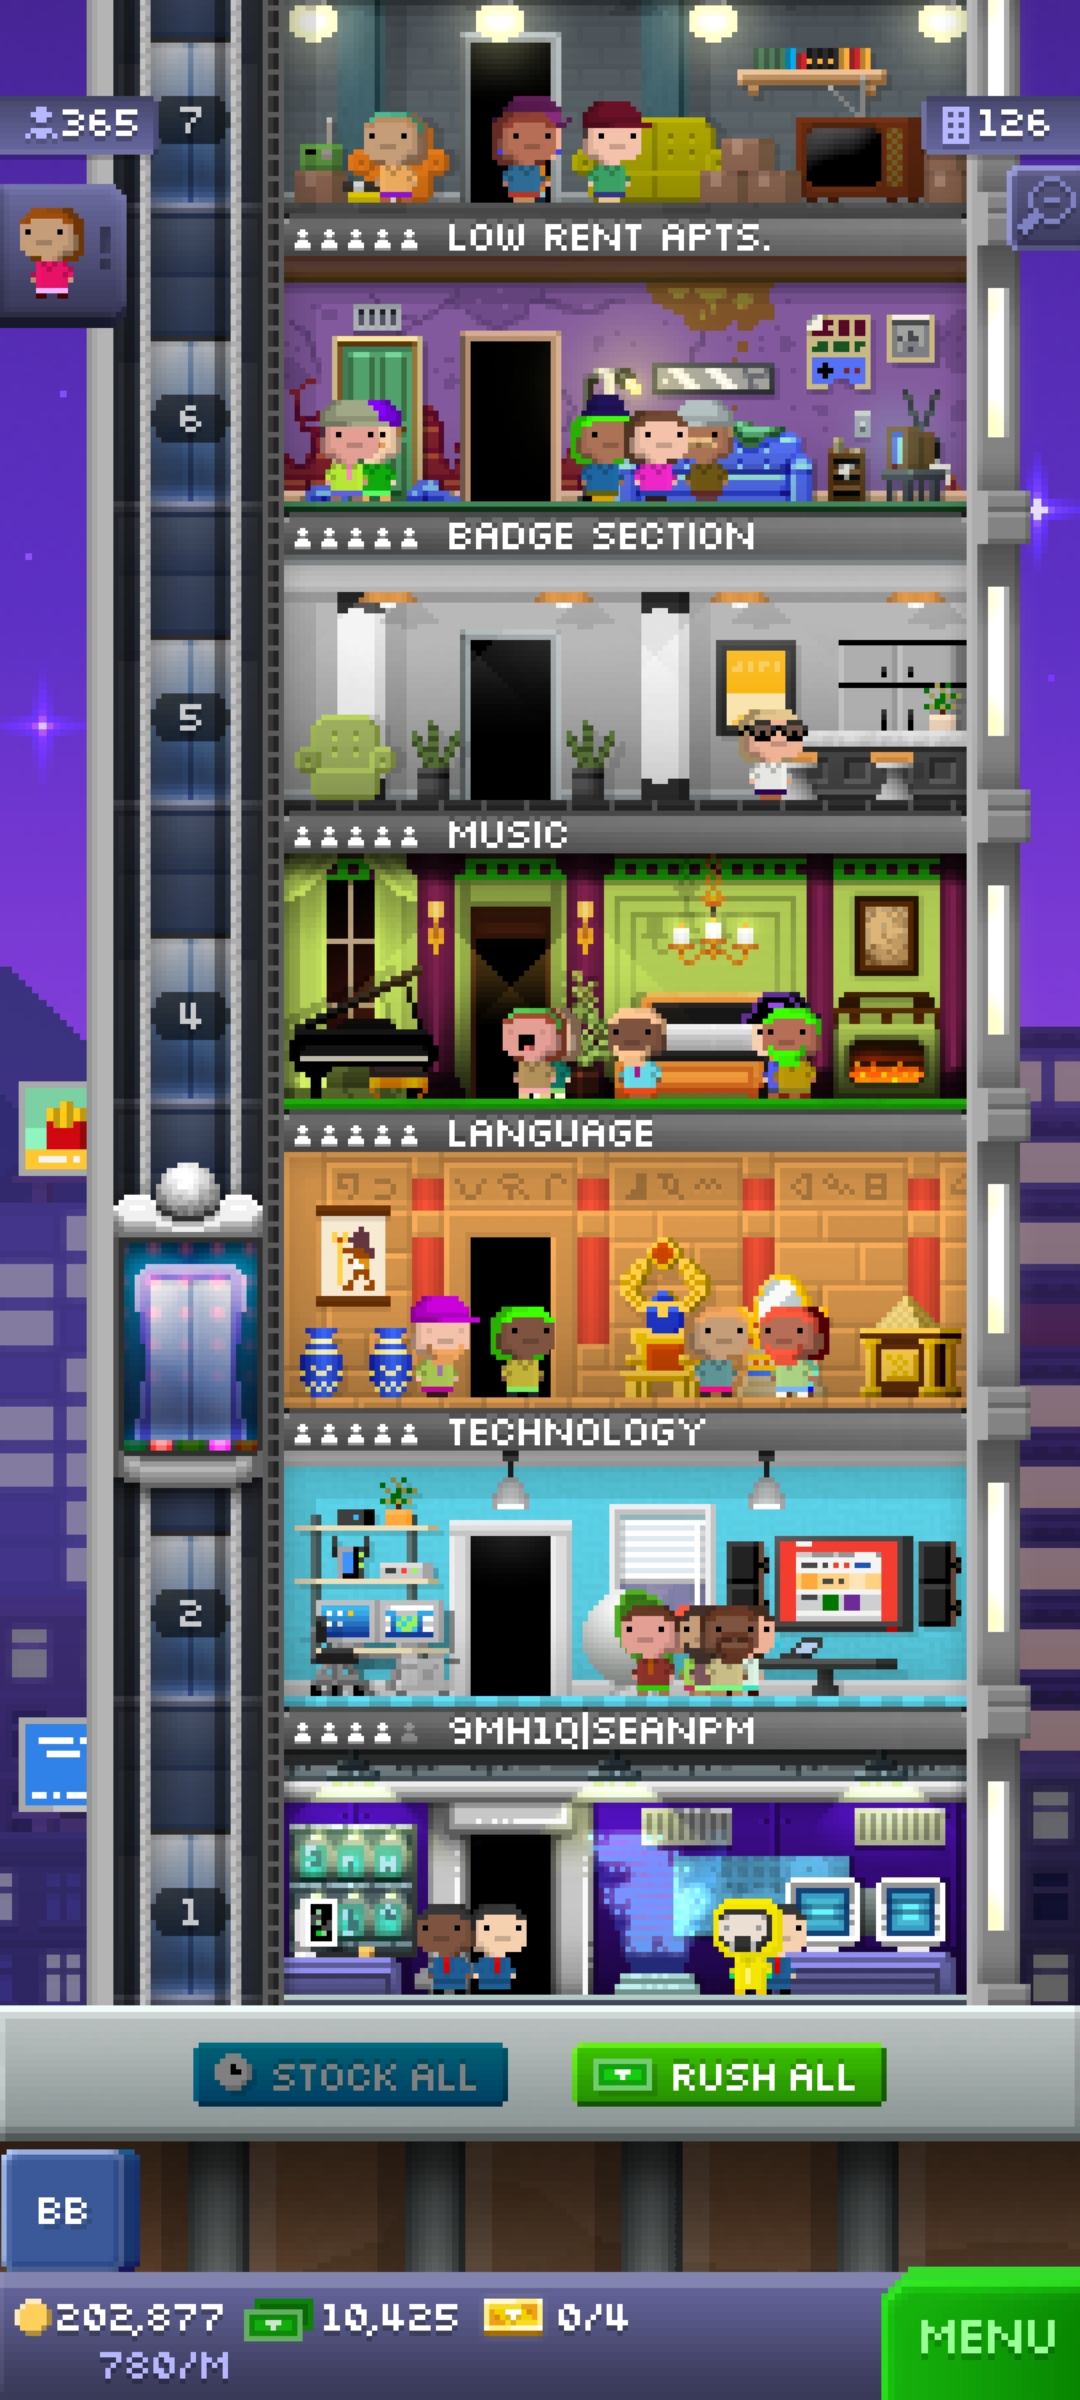 365
7
126
LOW RENT APTS.
6
BADGE SECTION
5
MUSIC
4
LANGUAGE
TECHNOLOGY
2
9MH1Q|SEANPM
1
STOCK ALL
RUSH ALL
BB
202,877
10,425
0/4
780/M
MENU